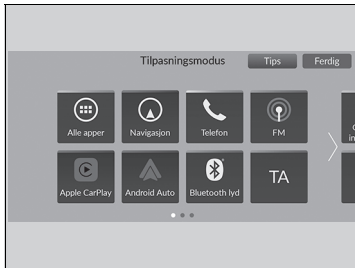 Tilpasningsmodus Tips Ferdig
Alle apper Navigasjon Telefon FM
Apple CarPlay Android Auto Bluetooth lyd TA